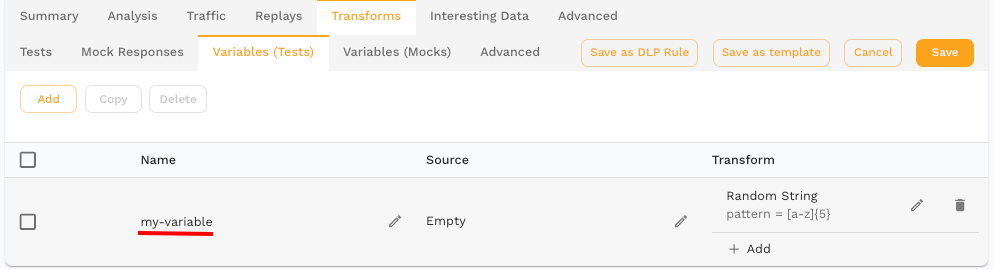 Summary Analysis Traffic Replays Transforms Interesting Data Advanced
Tests Mock Responses Variables (Tests) Variables (Mocks) Advanced Save as DLP Rule Save as template Cancel Save
Add Copy Delete
Name Source Transform
my-variable Empty Random String
pattern = [a-z]{5}
+ Add